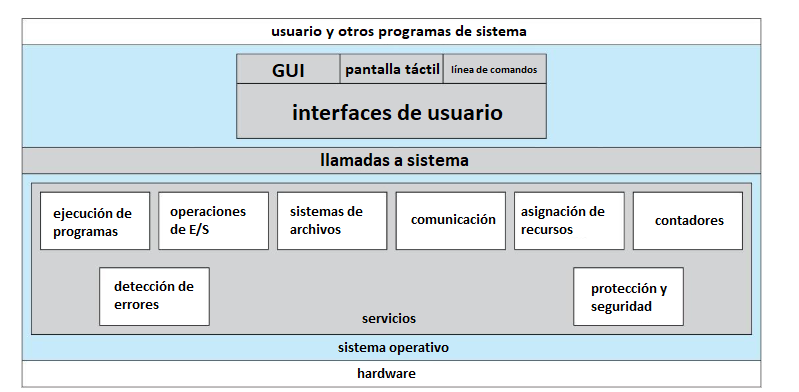 usuario y otros programas de sistema
GUI
pantalla táctil
línea de comandos
interfaces de usuario
llamadas a sistema
ejecución de
programas
operaciones
de E/S
sistemas de
archivos
comunicación
asignación de
recursos
contadores
detección de
errores
protección y
seguridad
servicios
sistema operativo
hardware